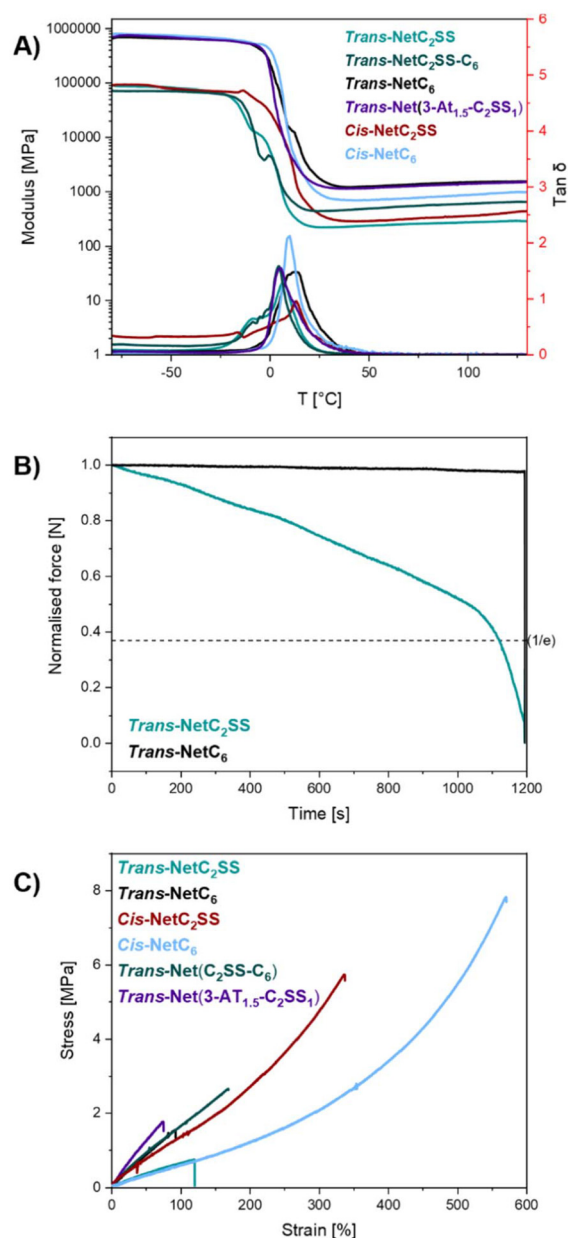 A)
Trans-NetC₂SS
Trans-NetC₂SS-C₆
Trans-NetC₆
Trans-Net(3-At₁.₅-C₂SS₁)
Cis-NetC₂SS
Cis-NetC₆
Modulus [MPa]
1000000
100000
10000
1000
100
10
1
Tan δ
6
5
4
3
2
1
0
-50
0
50
100
T [°C]
B)
Normalised force [N]
1.0
0.8
0.6
0.4
0.2
0.0
(1/e)
Trans-NetC₂SS
Trans-NetC₆
0
200
400
600
800
1000
1200
Time [s]
C)
Trans-NetC₂SS
Trans-NetC₆
Cis-NetC₂SS
Cis-NetC₆
Trans-Net(C₂SS-C₆)
Trans-Net(3-AT₁.₅-C₂SS₁)
Stress [MPa]
8
6
4
2
0
0
100
200
300
400
500
600
Strain [%]